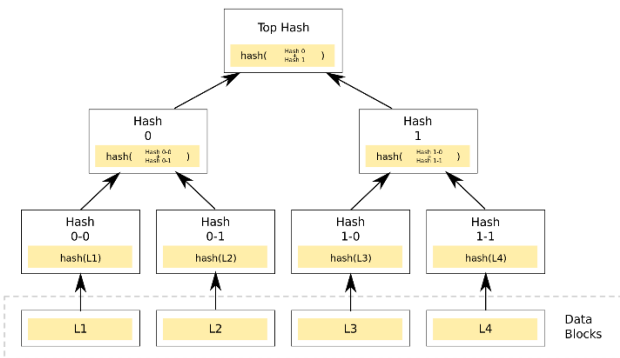 Top Hash
hash( Hash 0 + Hash 1 )
Hash
0
hash( Hash 0-0 + Hash 0-1 )
Hash
1
hash( Hash 1-0 + Hash 1-1 )
Hash
0-0
hash(L1)
Hash
0-1
hash(L2)
Hash
1-0
hash(L3)
Hash
1-1
hash(L4)
L1
L2
L3
L4
Data
Blocks